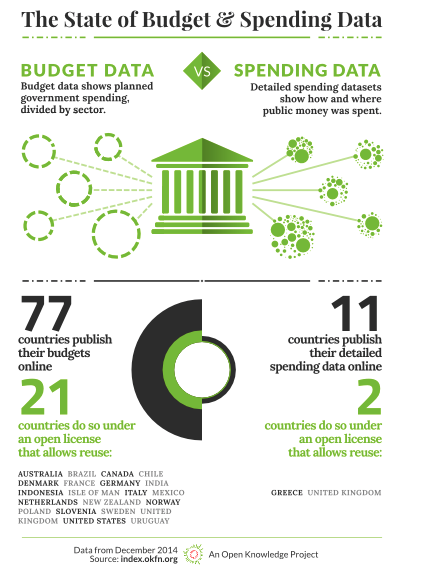 The State of Budget & Spending Data
BUDGET DATA
Budget data shows planned
government spending,
divided by sector.
VS
SPENDING DATA
Detailed spending datasets
show how and where
public money was spent.
77
countries publish
their budgets
online
21
countries do so under
an open license
that allows reuse:
AUSTRALIA BRAZIL CANADA CHILE
DENMARK FRANCE GERMANY INDIA
INDONESIA ISLE OF MAN ITALY MEXICO
NETHERLANDS NEW ZEALAND NORWAY
POLAND SLOVENIA SWEDEN UNITED
KINGDOM UNITED STATES URUGUAY
11
countries publish
their detailed
spending data online
2
countries do so under
an open license
that allows reuse:
GREECE UNITED KINGDOM
Data from December 2014
Source: index.okfn.org
An Open Knowledge Project